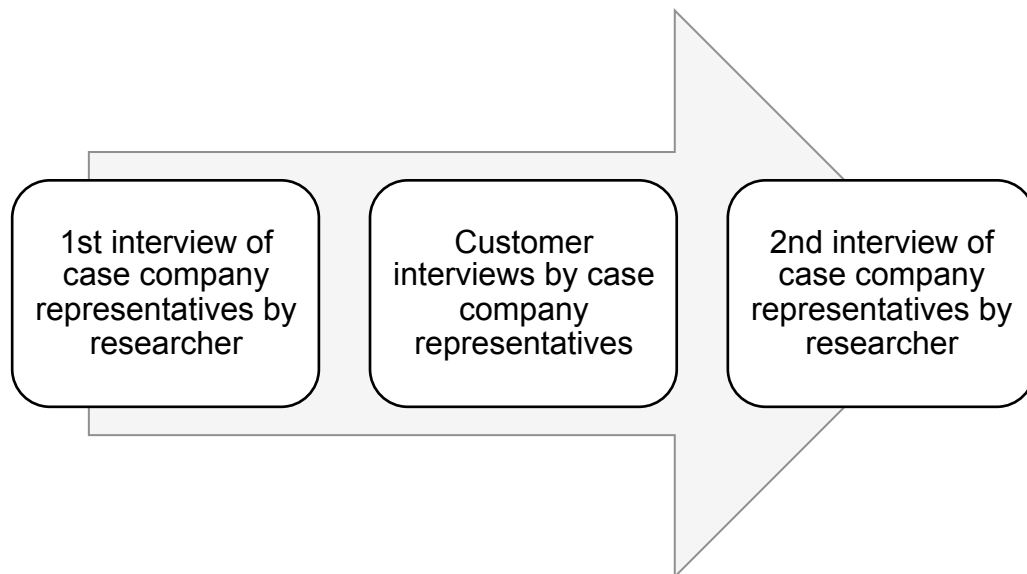 1st interview of
case company
representatives by
researcher
Customer
interviews by case
company
representatives
2nd interview of
case company
representatives by
researcher